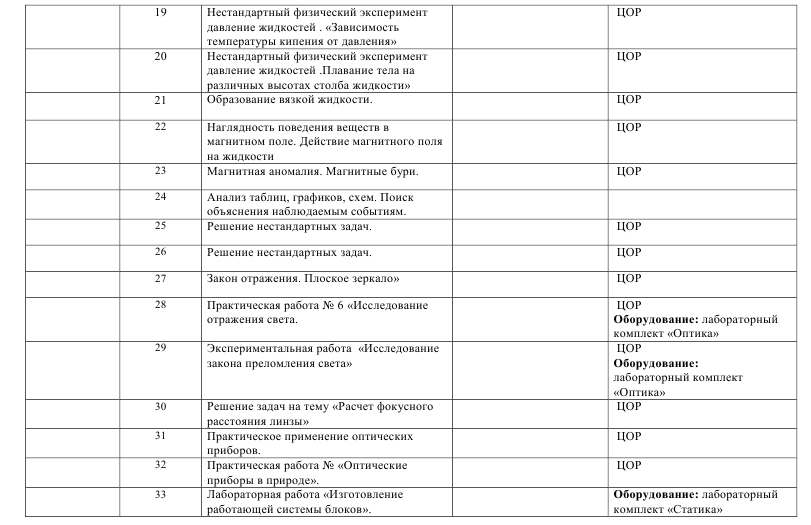 19 Нестандартный физический эксперимент ЦОР
давление жидкостей . «Зависимость
температуры кипения от давления»
20 Нестандартный физический эксперимент ЦОР
давление жидкостей .Плавание тела на
различных высотах столба жидкости»
21 Образование вязкой жидкости. ЦОР
22 Наглядность поведения веществ в ЦОР
магнитном поле. Действие магнитного поля
на жидкости
23 Магнитная аномалия. Магнитные бури. ЦОР
24 Анализ таблиц, графиков, схем. Поиск
объяснения наблюдаемым событиям.
25 Решение нестандартных задач. ЦОР
26 Решение нестандартных задач. ЦОР
27 Закон отражения. Плоское зеркало» ЦОР
28 Практическая работа № 6 «Исследование ЦОР
отражения света. Оборудование: лабораторный
комплект «Оптика»
29 Экспериментальная работа «Исследование ЦОР
закона преломления света» Оборудование:
лабораторный комплект
«Оптика»
30 Решение задач на тему «Расчет фокусного ЦОР
расстояния линзы»
31 Практическое применение оптических ЦОР
приборов.
32 Практическая работа № «Оптические ЦОР
приборы в природе».
33 Лабораторная работа «Изготовление Оборудование: лабораторный
работающей системы блоков». комплект «Статика»